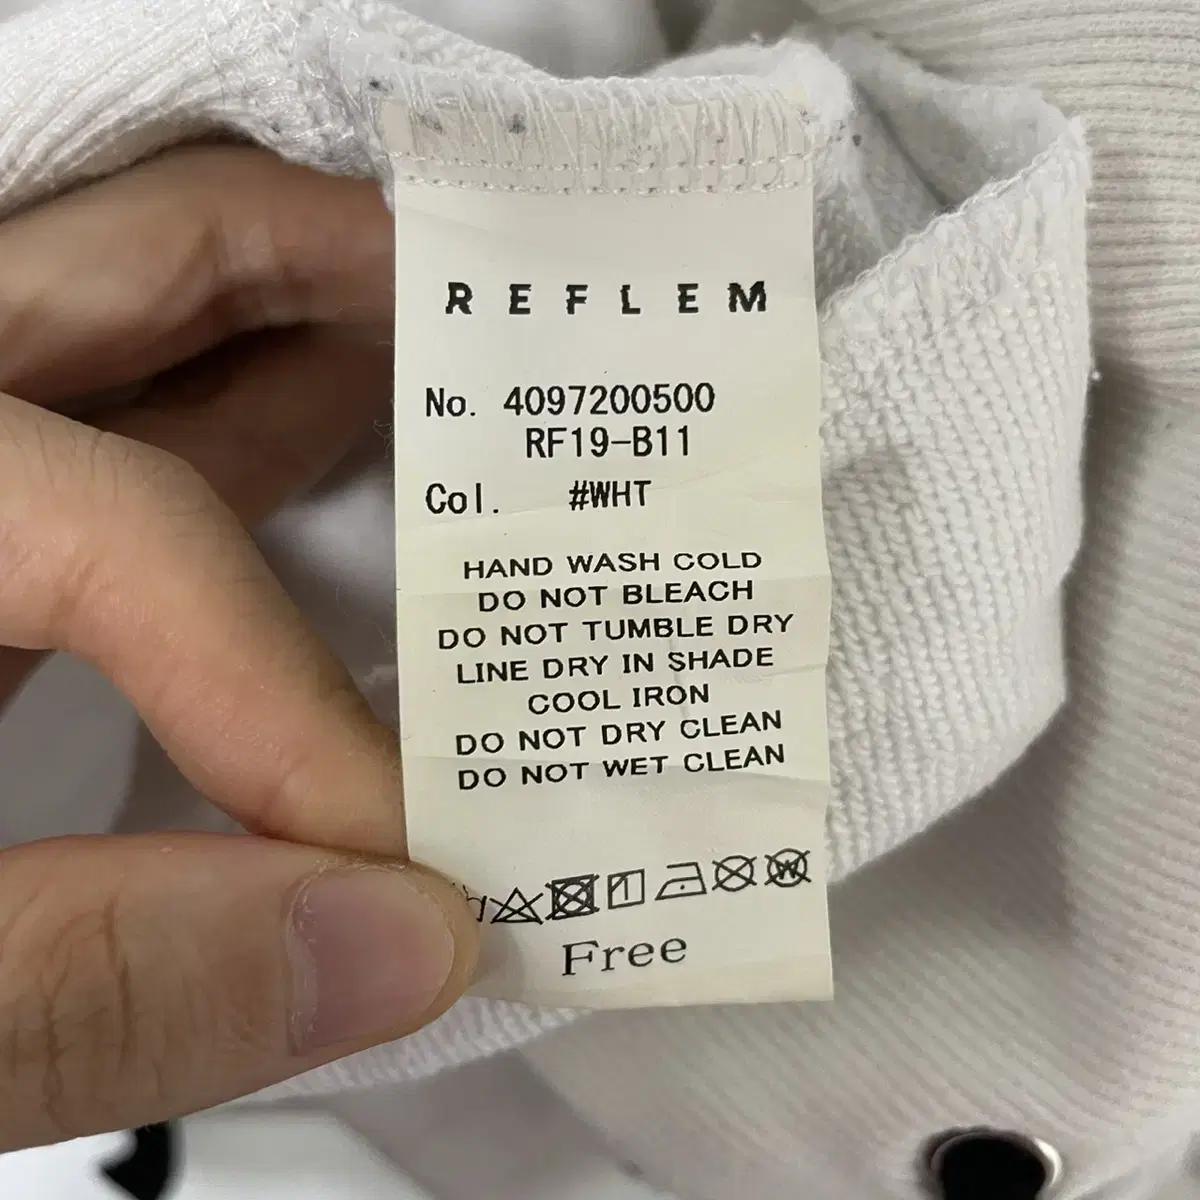 REFLEM
No. 4097200500
RF19-B11
Col. #WHT
HAND WASH COLD
DO NOT BLEACH
DO NOT TUMBLE DRY
LINE DRY IN SHADE
COOL IRON
DO NOT DRY CLEAN
DO NOT WET CLEAN
W
Free